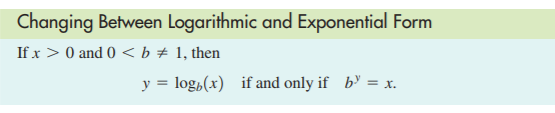 Changing Between Logarithmic and Exponential Form
If x > 0 and 0 < b ≠ 1, then
y = log_b(x) if and only if b^y = x.